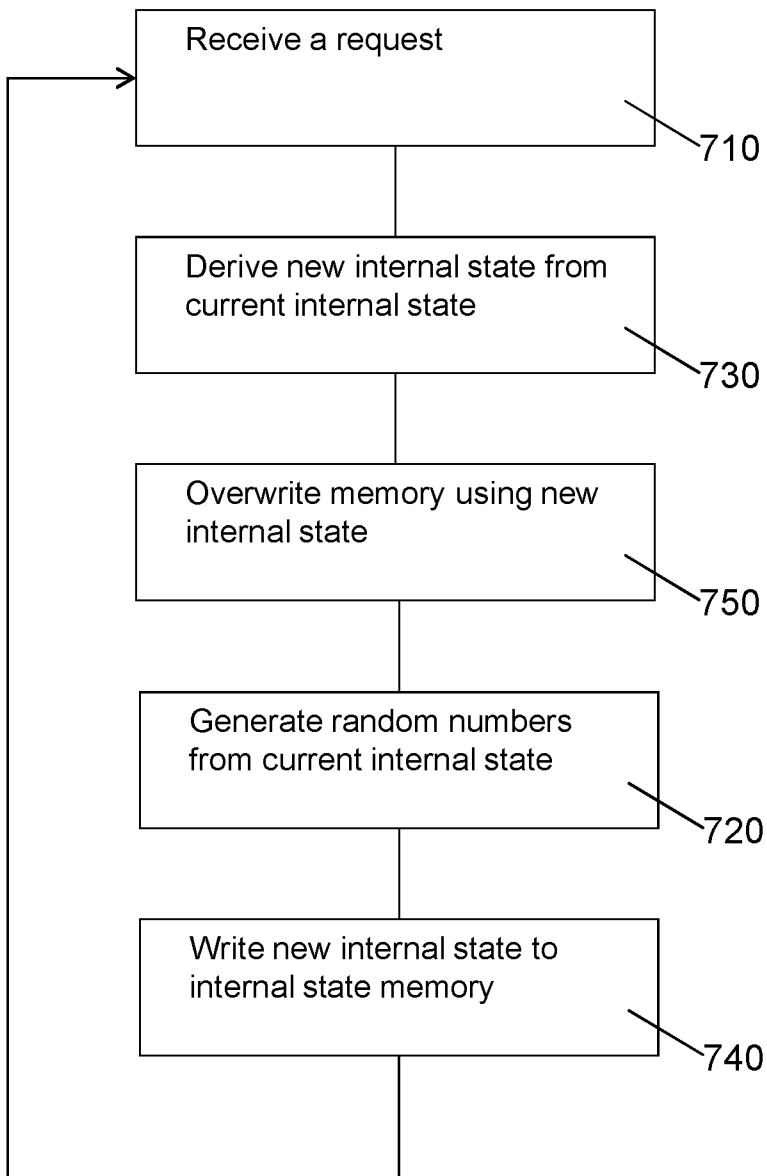 Receive a request
710
Derive new internal state from
current internal state
730
Overwrite memory using new
internal state
750
Generate random numbers
from current internal state
720
Write new internal state to
internal state memory
740